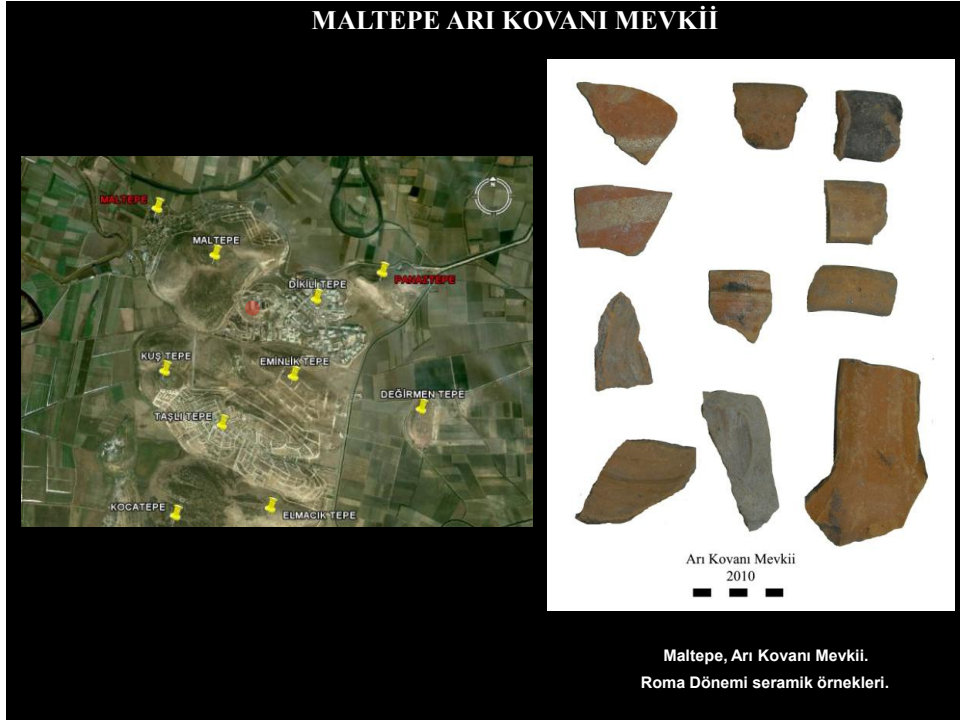 MALTEPE ARI KOVANI MEVKİİ
MALTEPE
MALTEPE
DİKİLİ TEPE
PANAZTEPE
KUŞ TEPE
EMİNLİK TEPE
DEĞİRMEN TEPE
TAŞLI TEPE
KOCATEPE
ELMACIK TEPE
N
Arı Kovanı Mevkii
2010
Maltepe, Arı Kovanı Mevkii.
Roma Dönemi seramik örnekleri.